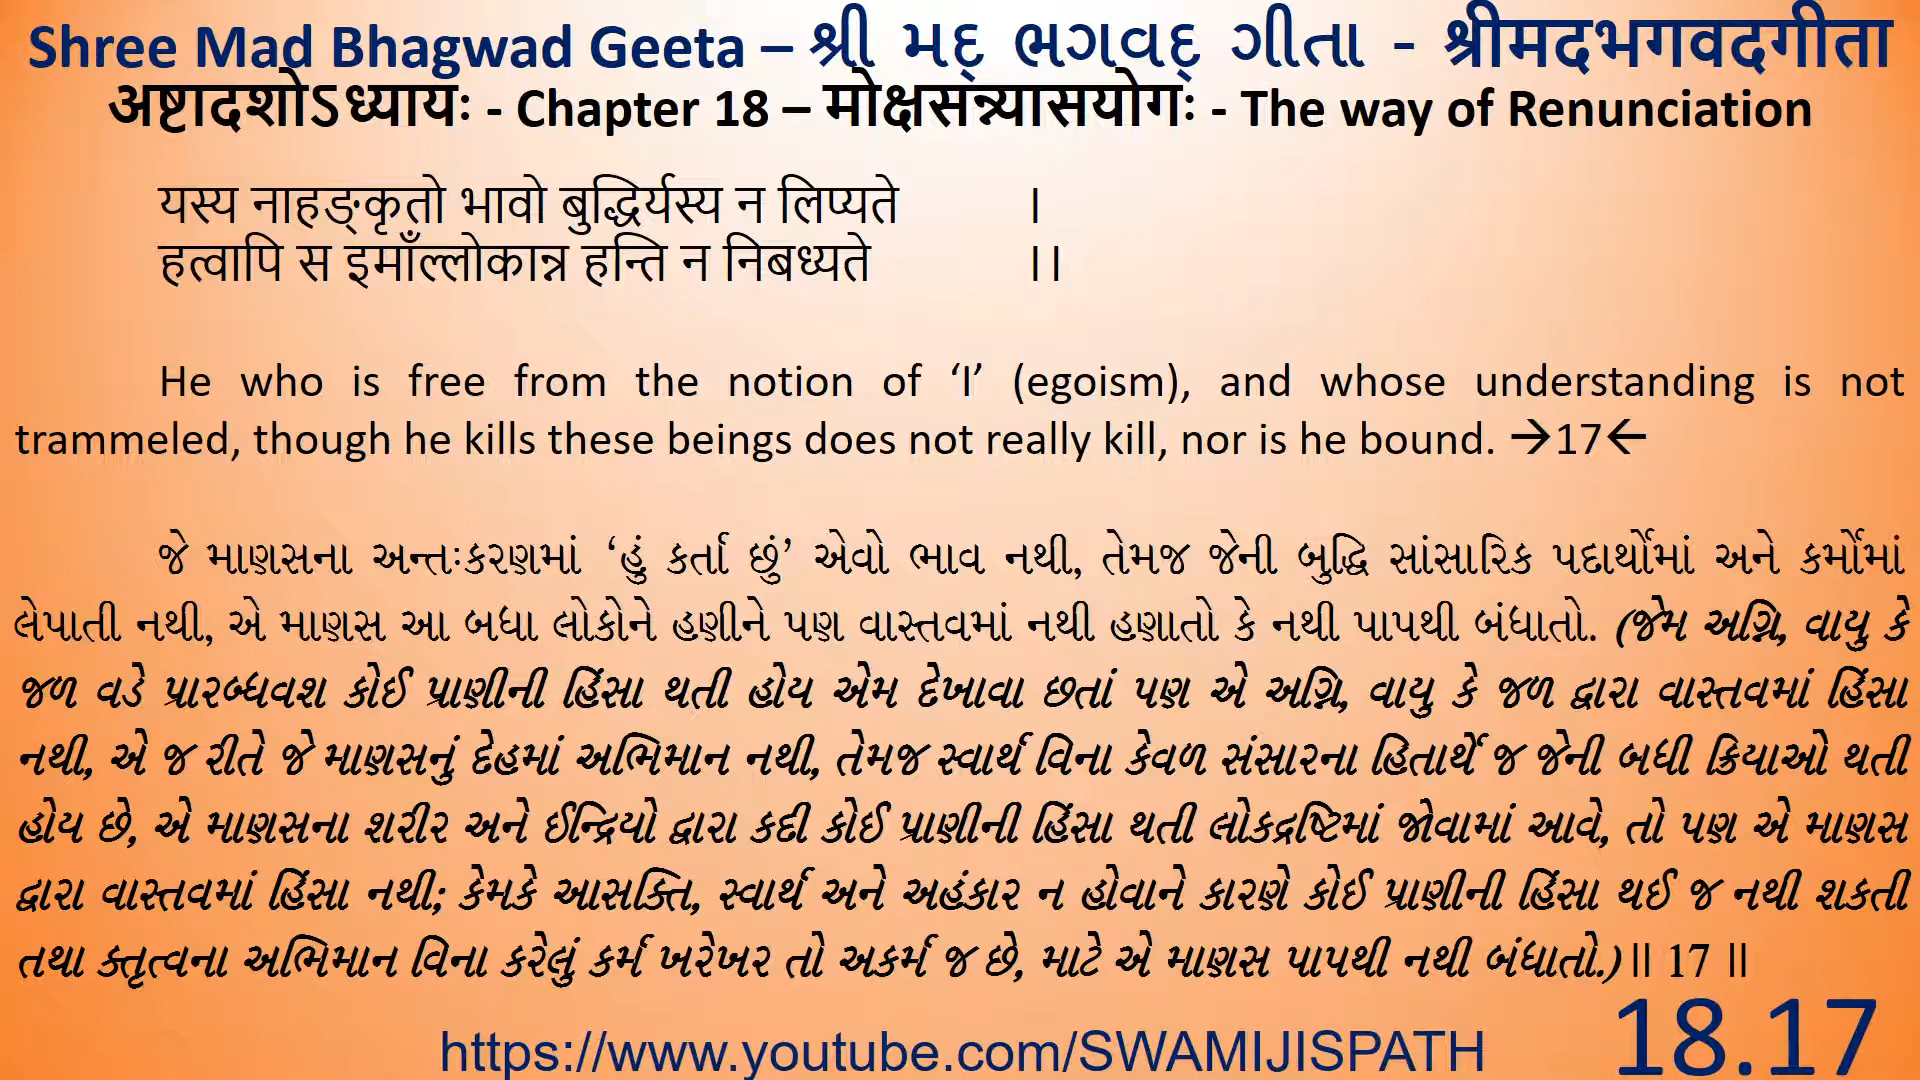 Shree Mad Bhagwad Geeta – શ્રી મદ્ ભગવદ્ ગીતા - श्रीमदभगवदगीता
अष्टादशोऽध्यायः - Chapter 18 – मोक्षसन्न्यासयोगः - The way of Renunciation
यस्य नाहङ्कृतो भावो बुद्धिर्यस्य न लिप्यते ।
हत्वापि स इमाँल्लोकान्न हन्ति न निबध्यते ।।
He who is free from the notion of ‘I’ (egoism), and whose understanding is not
trammeled, though he kills these beings does not really kill, nor is he bound. →17←
જે માણસના અન્તઃકરણમાં ‘હું કર્તા છું’ એવો ભાવ નથી, તેમજ જેની બુદ્ધિ સાંસારિક પદાર્થોમાં અને કર્મોમાં
લેપાતી નથી, એ માણસ આ બધા લોકોને હણીને પણ વાસ્તવમાં નથી હણાતો કે નથી પાપથી બંધાતો. (જેમ અગ્નિ, વાયુ કે
જળ વડે પ્રારબ્ધવશ કોઈ પ્રાણીની હિંસા થતી હોય એમ દેખાવા છતાં પણ એ અગ્નિ, વાયુ કે જળ દ્વારા વાસ્તવમાં હિંસા
નથી, એ જ રીતે જે માણસનું દેહમાં અભિમાન નથી, તેમજ સ્વાર્થ વિના કેવળ સંસારના હિતાર્થે જ જેની બધી ક્રિયાઓ થતી
હોય છે, એ માણસના શરીર અને ઈન્દ્રિયો દ્વારા કદી કોઈ પ્રાણીની હિંસા થતી લોકદ્રષ્ટિમાં જોવામાં આવે, તો પણ એ માણસ
દ્વારા વાસ્તવમાં હિંસા નથી; કેમકે આસક્તિ, સ્વાર્થ અને અહંકાર ન હોવાને કારણે કોઈ પ્રાણીની હિંસા થઈ જ નથી શકતી
તથા ક્તૃત્વના અભિમાન વિના કરેલું કર્મ ખરેખર તો અકર્મ જ છે, માટે એ માણસ પાપથી નથી બંધાતો.) ॥ 17 ॥
https://www.youtube.com/SWAMIJISPATH
18.17